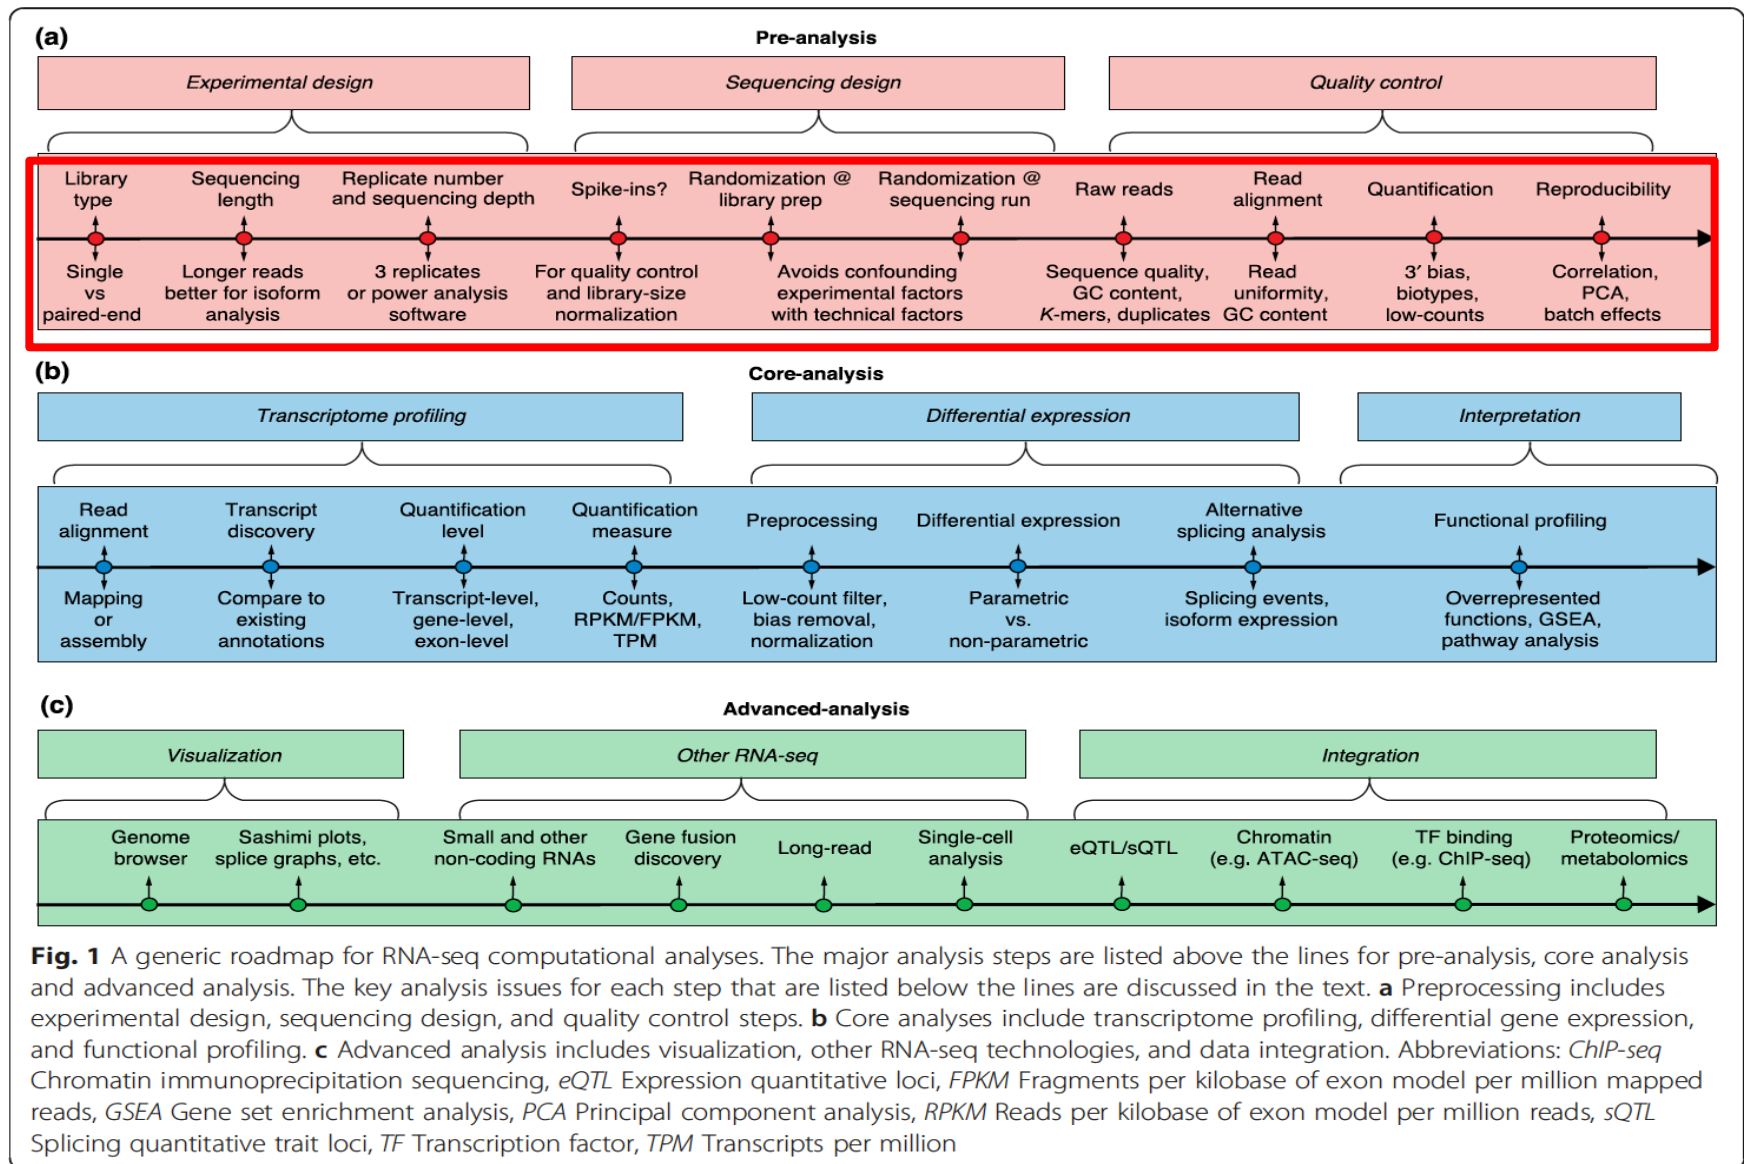 (a)
Pre-analysis
Experimental design
Sequencing design
Quality control
Library type
Sequencing length
Replicate number and sequencing depth
Spike-ins?
Randomization @ library prep
Randomization @ sequencing run
Raw reads
Read alignment
Quantification
Reproducibility
Single vs paired-end
Longer reads better for isoform analysis
3 replicates or power analysis software
For quality control and library-size normalization
Avoids confounding experimental factors with technical factors
Sequence quality, GC content, K-mers, duplicates
Read uniformity, GC content
3′ bias, biotypes, low-counts
Correlation, PCA, batch effects
(b)
Core-analysis
Transcriptome profiling
Differential expression
Interpretation
Read alignment
Transcript discovery
Quantification level
Quantification measure
Preprocessing
Differential expression
Alternative splicing analysis
Functional profiling
Mapping or assembly
Compare to existing annotations
Transcript-level, gene-level, exon-level
Counts, RPKM/FPKM, TPM
Low-count filter, bias removal, normalization
Parametric vs. non-parametric
Splicing events, isoform expression
Overrepresented functions, GSEA, pathway analysis
(c)
Advanced-analysis
Visualization
Other RNA-seq
Integration
Genome browser
Sashimi plots, splice graphs, etc.
Small and other non-coding RNAs
Gene fusion discovery
Long-read
Single-cell analysis
eQTL/sQTL
Chromatin (e.g. ATAC-seq)
TF binding (e.g. ChIP-seq)
Proteomics/ metabolomics
Fig. 1 A generic roadmap for RNA-seq computational analyses. The major analysis steps are listed above the lines for pre-analysis, core analysis
and advanced analysis. The key analysis issues for each step that are listed below the lines are discussed in the text. a Preprocessing includes
experimental design, sequencing design, and quality control steps. b Core analyses include transcriptome profiling, differential gene expression,
and functional profiling. c Advanced analysis includes visualization, other RNA-seq technologies, and data integration. Abbreviations: ChIP-seq
Chromatin immunoprecipitation sequencing, eQTL Expression quantitative loci, FPKM Fragments per kilobase of exon model per million mapped
reads, GSEA Gene set enrichment analysis, PCA Principal component analysis, RPKM Reads per kilobase of exon model per million reads, sQTL
Splicing quantitative trait loci, TF Transcription factor, TPM Transcripts per million